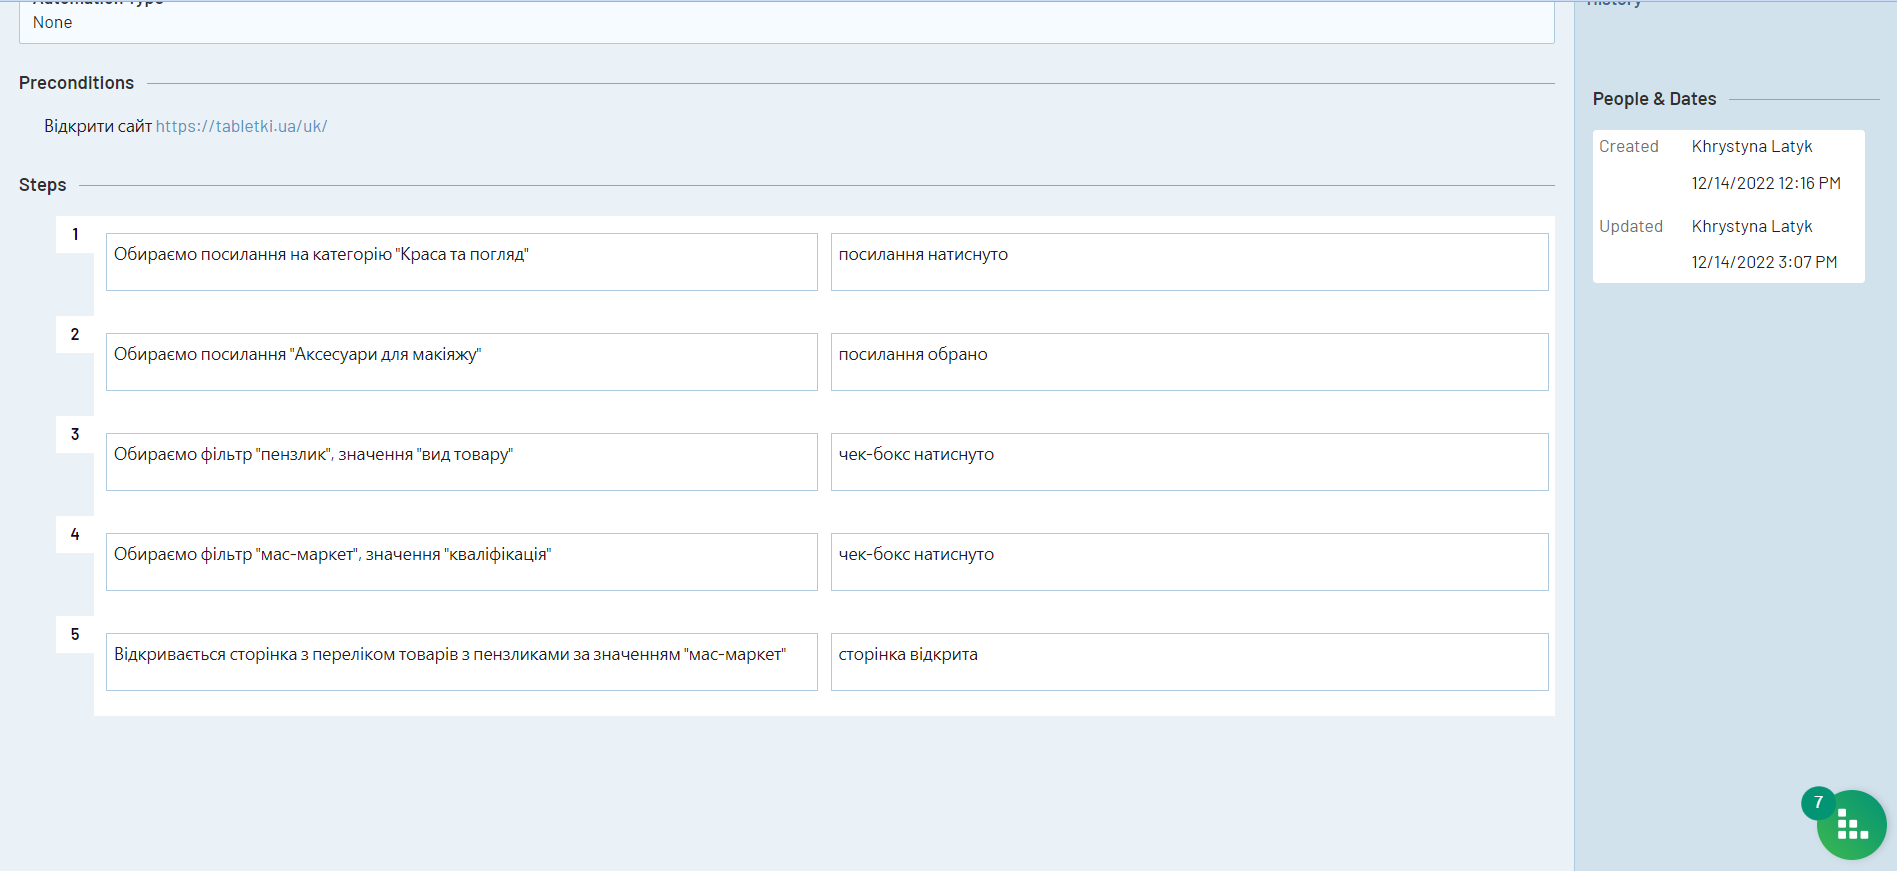 Automation Type
None
Preconditions
Відкрити сайт https://tabletki.ua/uk/
Steps
1
Обираємо посилання на категорію "Краса та погляд"
посилання натиснуто
2
Обираємо посилання "Аксесуари для макіяжу"
посилання обрано
3
Обираємо фільтр "пензлик", значення "вид товару"
чек-бокс натиснуто
4
Обираємо фільтр "мас-маркет", значення "кваліфікація"
чек-бокс натиснуто
5
Відкривається сторінка з переліком товарів з пензликами за значенням "мас-маркет"
сторінка відкрита
History
People & Dates
Created Khrystyna Latyk
12/14/2022 12:16 PM
Updated Khrystyna Latyk
12/14/2022 3:07 PM
7